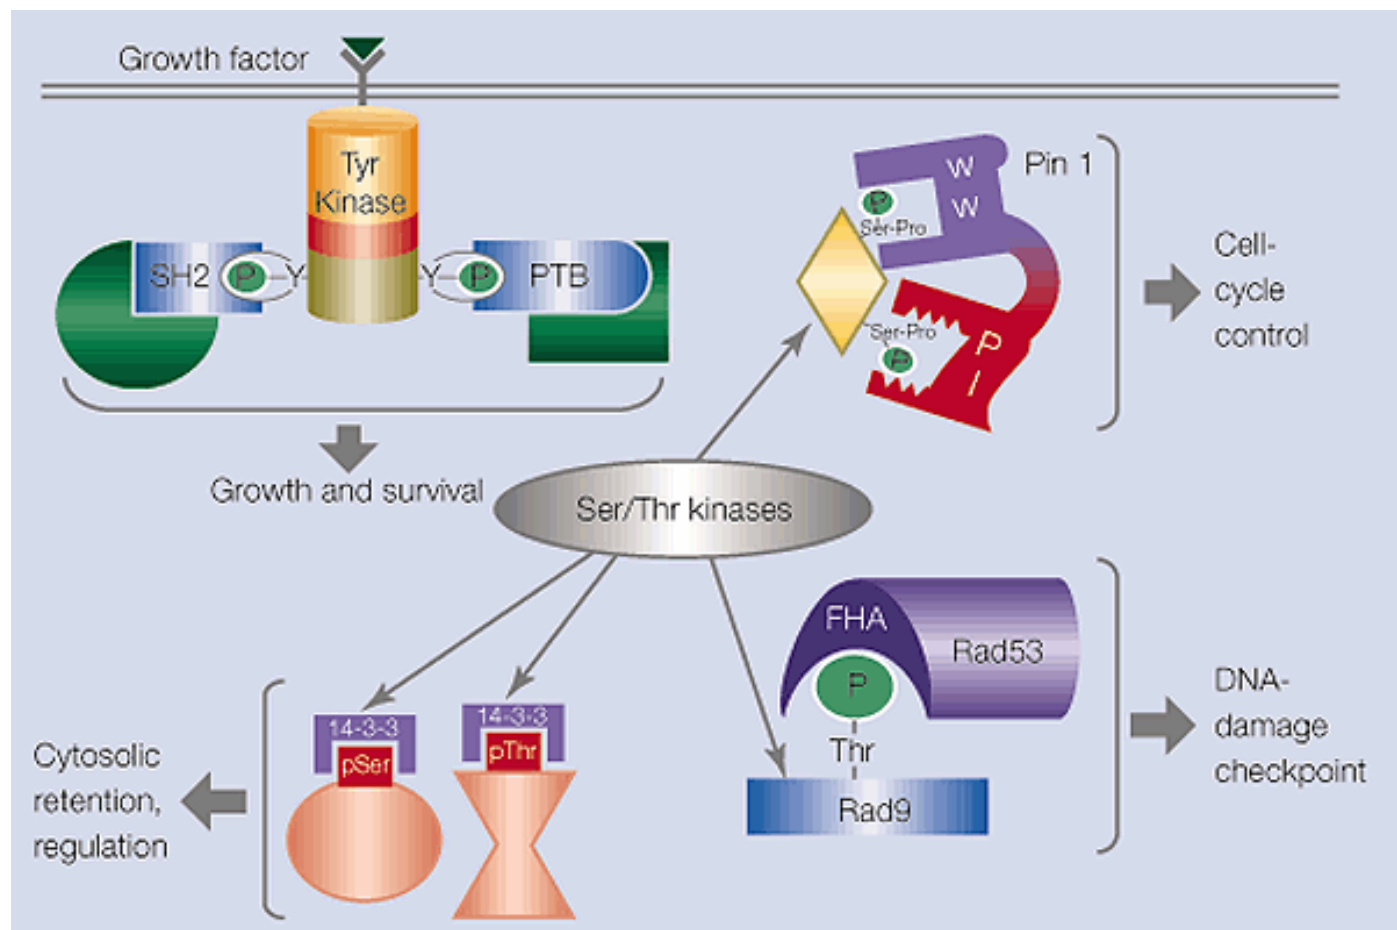 Growth factor
Tyr
Kinase
SH2
P
Y
Y
P
PTB
Growth and survival
W
W
Pin 1
P
Ser-Pro
Ser-Pro
P
P
I
Cell-
cycle
control
Ser/Thr kinases
FHA
Rad53
P
Thr
Rad9
DNA-
damage
checkpoint
14-3-3
pSer
14-3-3
pThr
Cytosolic
retention,
regulation